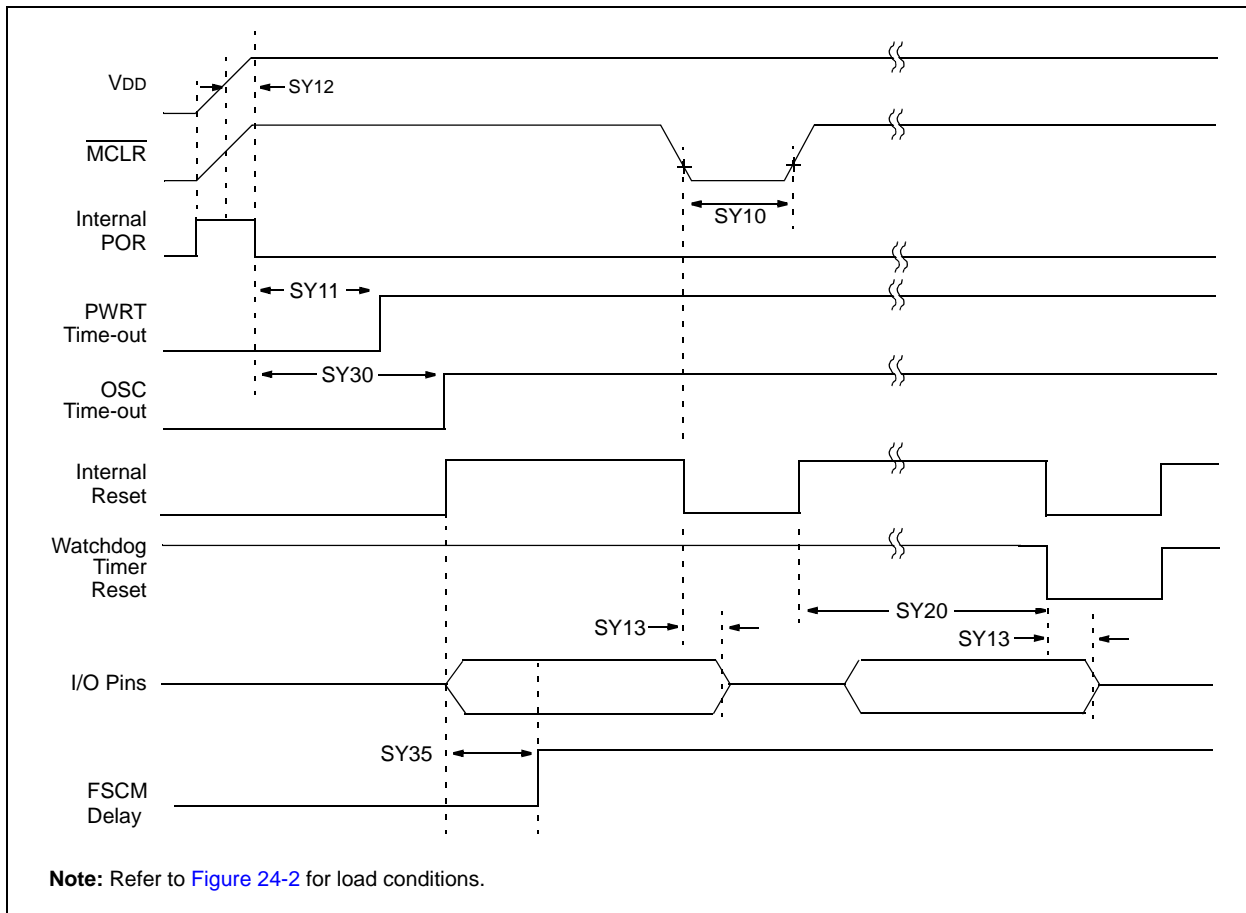 VDD
SY12
MCLR
SY10
Internal
POR
SY11
PWRT
Time-out
SY30
OSC
Time-out
Internal
Reset
Watchdog
Timer
Reset
SY20
SY13
SY13
I/O Pins
SY35
FSCM
Delay
Note: Refer to Figure 24-2 for load conditions.